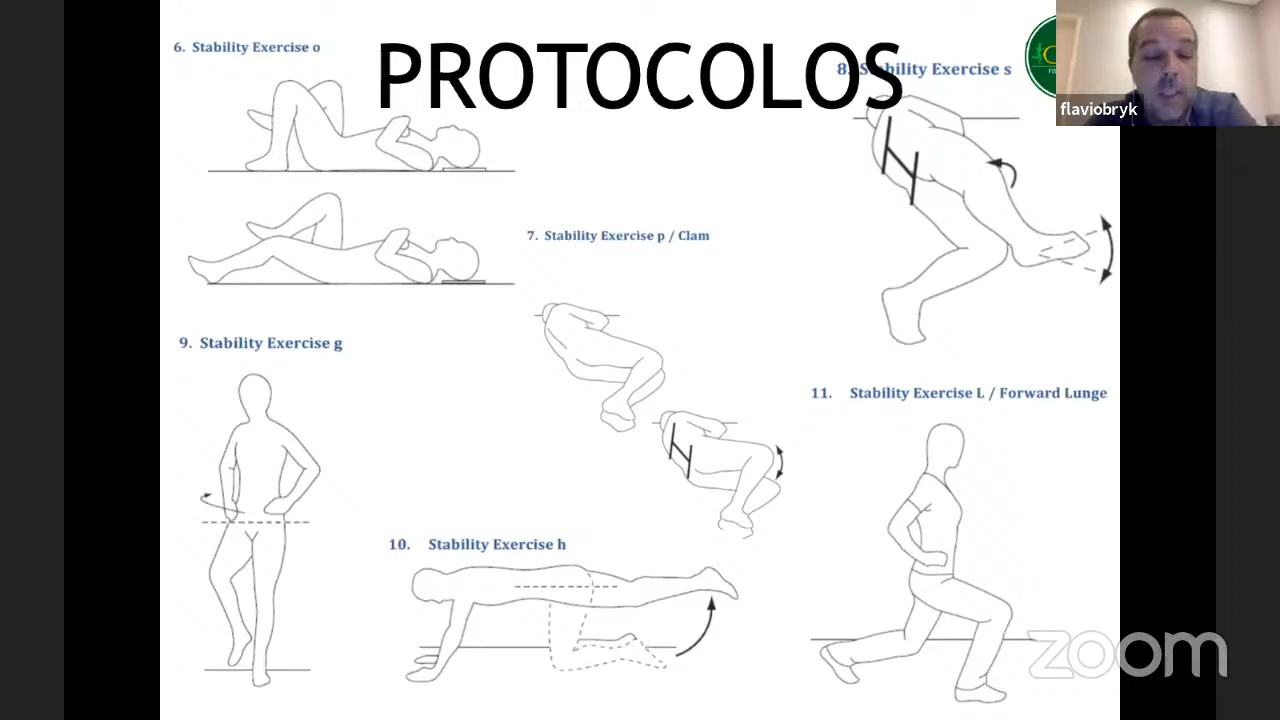 PROTOCOLOS
6. Stability Exercise o
8. Stability Exercise s
flaviobryk
7. Stability Exercise p / Clam
9. Stability Exercise g
11. Stability Exercise L / Forward Lunge
10. Stability Exercise h
zoom